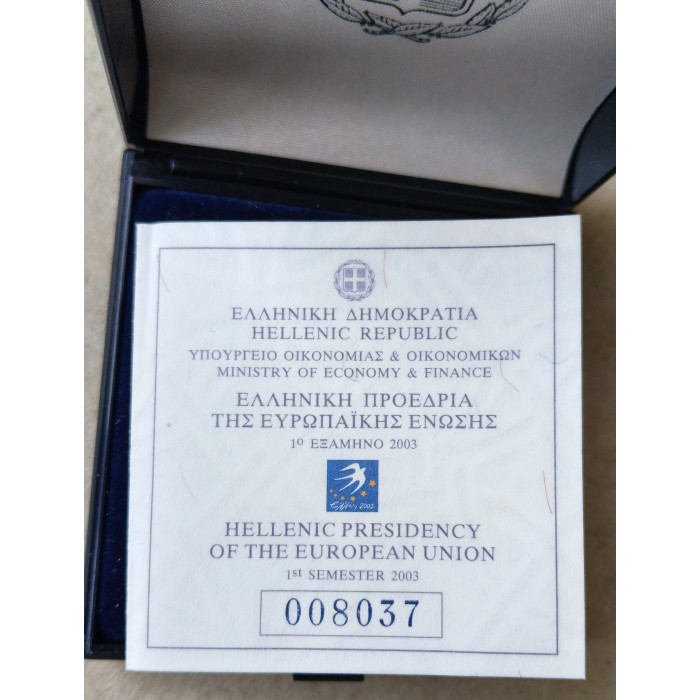 ΕΛΛΗΝΙΚΗ ΔΗΜΟΚΡΑΤΙΑ
HELLENIC REPUBLIC
ΥΠΟΥΡΓΕΙΟ ΟΙΚΟΝΟΜΙΑΣ & ΟΙΚΟΝΟΜΙΚΩΝ
MINISTRY OF ECONOMY & FINANCE
ΕΛΛΗΝΙΚΗ ΠΡΟΕΔΡΙΑ
ΤΗΣ ΕΥΡΩΠΑΪΚΗΣ ΕΝΩΣΗΣ
1ο ΕΞΑΜΗΝΟ 2003
2003
HELLENIC PRESIDENCY
OF THE EUROPEAN UNION
1st SEMESTER 2003
008037